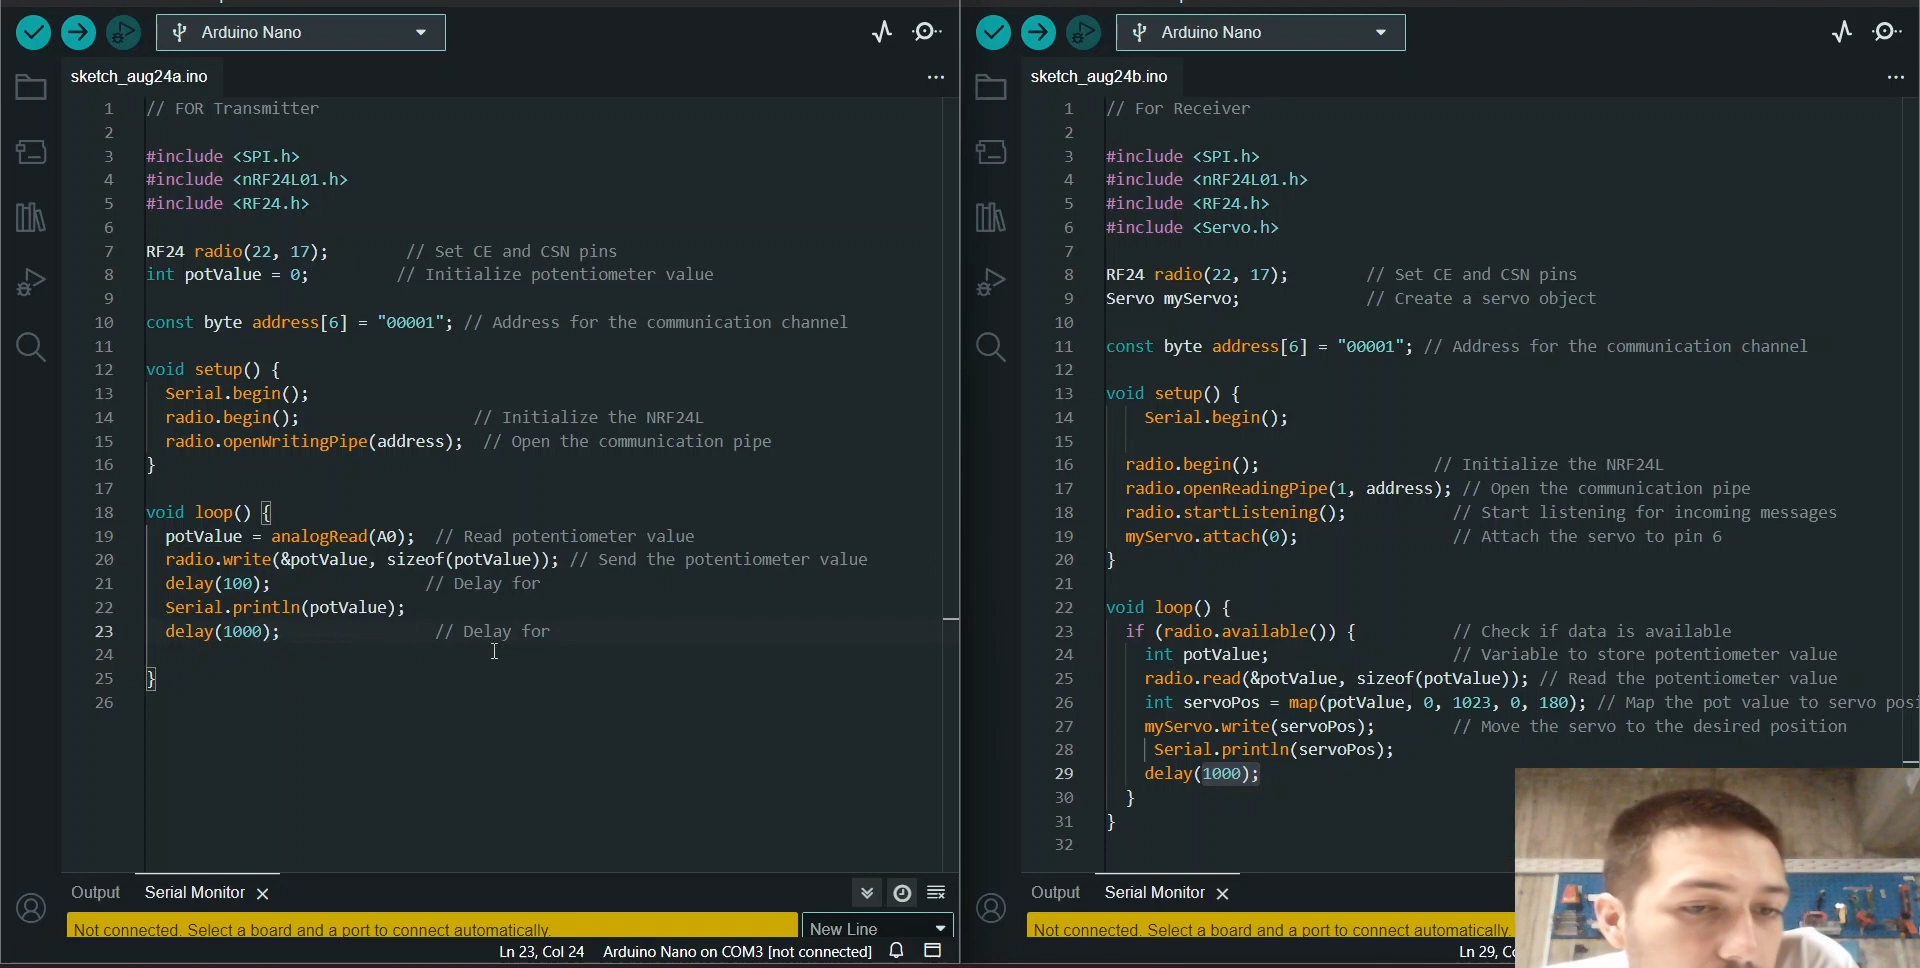 Arduino Nano
sketch_aug24a.ino
1 // FOR Transmitter
2
3 #include <SPI.h>
4 #include <nRF24L01.h>
5 #include <RF24.h>
6
7 RF24 radio(22, 17); // Set CE and CSN pins
8 int potValue = 0; // Initialize potentiometer value
9
10 const byte address[6] = "00001"; // Address for the communication channel
11
12 void setup() {
13 Serial.begin();
14 radio.begin(); // Initialize the NRF24L
15 radio.openWritingPipe(address); // Open the communication pipe
16 }
17
18 void loop() {
19 potValue = analogRead(A0); // Read potentiometer value
20 radio.write(&potValue, sizeof(potValue)); // Send the potentiometer value
21 delay(100); // Delay for
22 Serial.println(potValue);
23 delay(1000); // Delay for
24
25 }
26
Output Serial Monitor
Not connected. Select a board and a port to connect automatically.
New Line
Ln 23, Col 24 Arduino Nano on COM3 [not connected]
Arduino Nano
sketch_aug24b.ino
1 // For Receiver
2
3 #include <SPI.h>
4 #include <nRF24L01.h>
5 #include <RF24.h>
6 #include <Servo.h>
7
8 RF24 radio(22, 17); // Set CE and CSN pins
9 Servo myServo; // Create a servo object
10
11 const byte address[6] = "00001"; // Address for the communication channel
12
13 void setup() {
14 Serial.begin();
15
16 radio.begin(); // Initialize the NRF24L
17 radio.openReadingPipe(1, address); // Open the communication pipe
18 radio.startListening(); // Start listening for incoming messages
19 myServo.attach(0); // Attach the servo to pin 6
20 }
21
22 void loop() {
23 if (radio.available()) { // Check if data is available
24 int potValue; // Variable to store potentiometer value
25 radio.read(&potValue, sizeof(potValue)); // Read the potentiometer value
26 int servoPos = map(potValue, 0, 1023, 0, 180); // Map the pot value to servo posi
27 myServo.write(servoPos); // Move the servo to the desired position
28 Serial.println(servoPos);
29 delay(1000);
30 }
31 }
32
Output Serial Monitor
Not connected. Select a board and a port to connect automatically.
Ln 29,